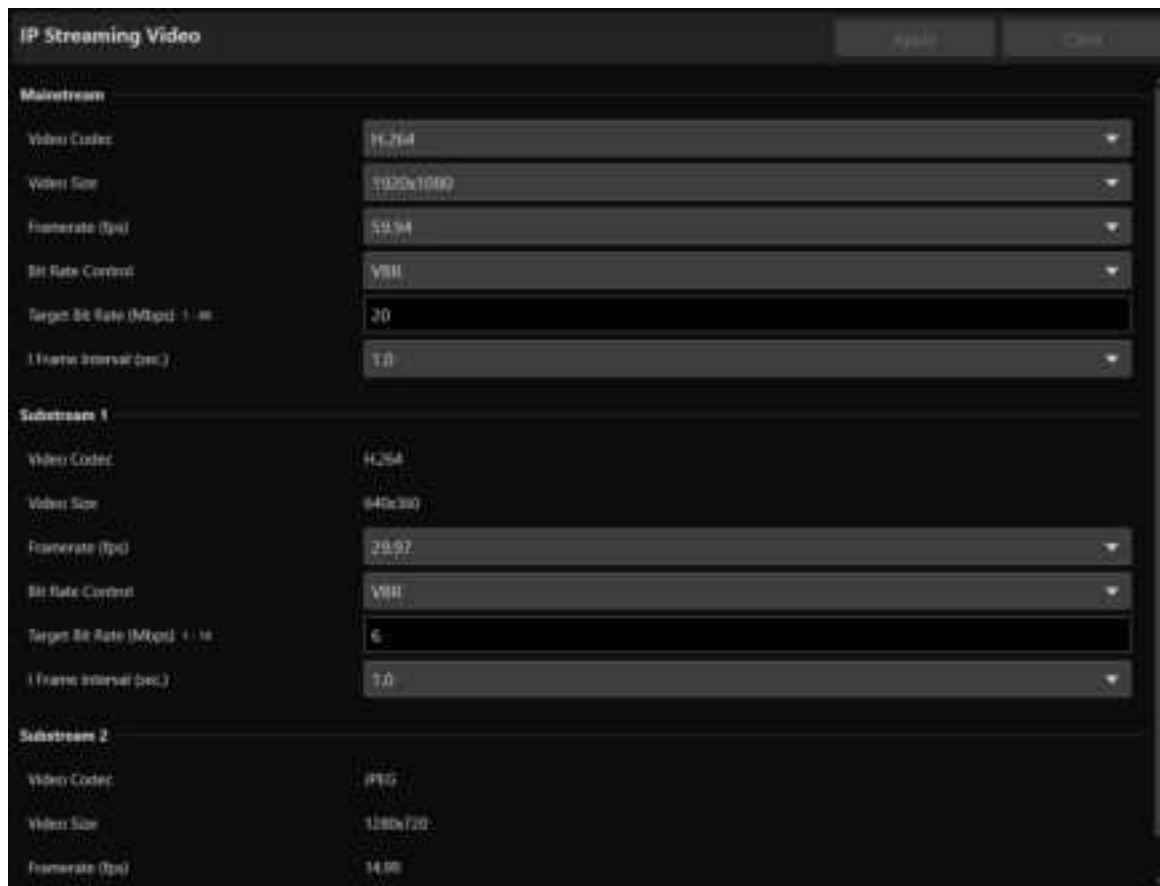 IP Streaming Video
Apply
Mainstream
Video Codec H.264
Video Size 1920x1080
Framerate (fps) 59.94
Bit Rate Control VBR
Target Bit Rate (Mbps) 20
I Frame Interval (sec.) 1.0
Substream 1
Video Codec H.264
Video Size 640x360
Framerate (fps) 29.97
Bit Rate Control VBR
Target Bit Rate (Mbps) 6
I Frame Interval (sec.) 1.0
Substream 2
Video Codec JPEG
Video Size 1280x720
Framerate (fps)